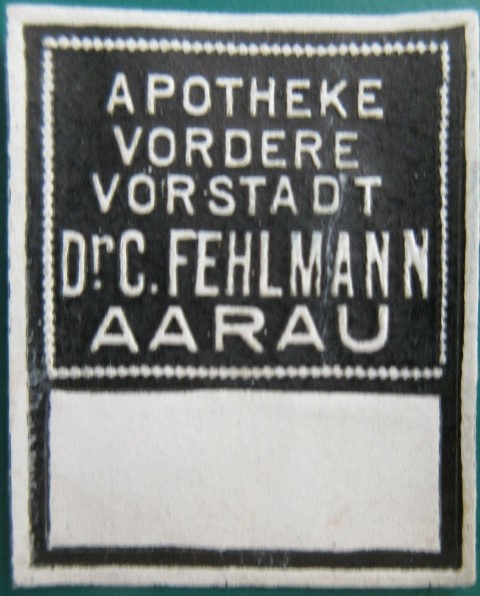 APOTHEKE
VORDERE
VORSTADT
Dr. C. FEHLMANN
AARAU